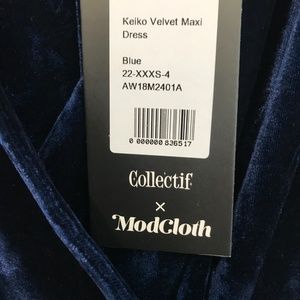 Keiko Velvet Maxi
Dress
Blue
22-XXXS-4
AW18M2401A
0 000000 836517
Collectif
×
ModCloth